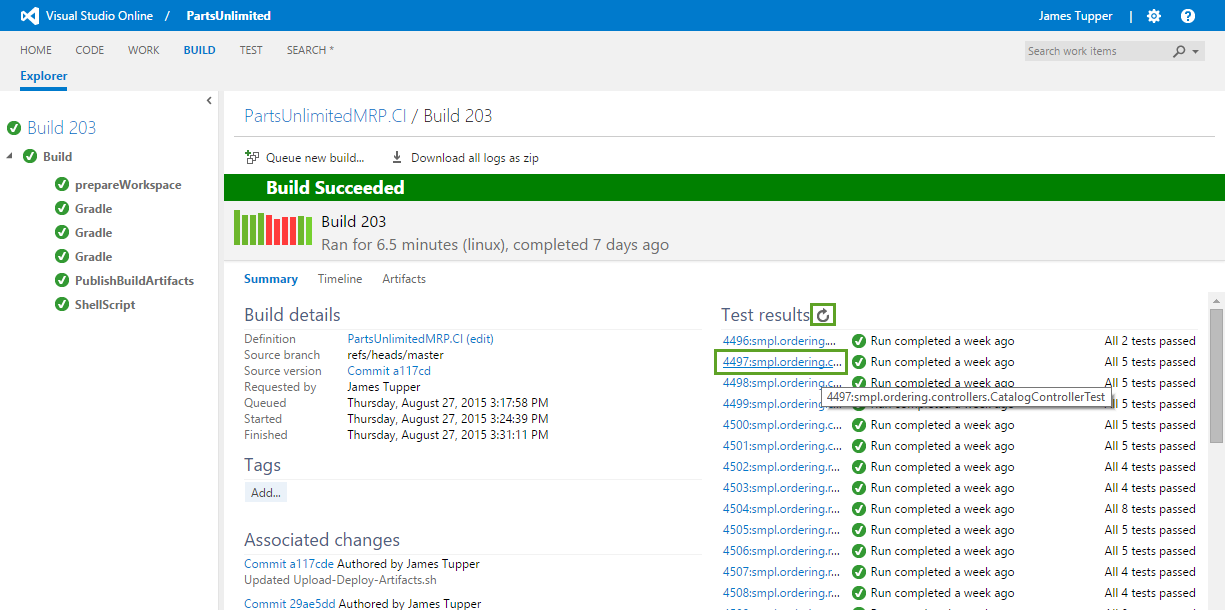 Visual Studio Online / PartsUnlimited
James Tupper |
HOME CODE WORK BUILD TEST SEARCH *
Search work items
Explorer
Build 203
Build
prepareWorkspace
Gradle
Gradle
Gradle
PublishBuildArtifacts
ShellScript
PartsUnlimitedMRP.CI / Build 203
Queue new build... Download all logs as zip
Build Succeeded
Build 203
Ran for 6.5 minutes (linux), completed 7 days ago
Summary Timeline Artifacts
Build details
Definition PartsUnlimitedMRP.CI (edit)
Source branch refs/heads/master
Source version Commit a117cd
Requested by James Tupper
Queued Thursday, August 27, 2015 3:17:58 PM
Started Thursday, August 27, 2015 3:24:39 PM
Finished Thursday, August 27, 2015 3:31:11 PM
Tags
Add...
Associated changes
Commit a117cde Authored by James Tupper
Updated Upload-Deploy-Artifacts.sh
Commit 29ae5dd Authored by James Tupper
Test results
4496:smpl.ordering.... Run completed a week ago All 2 tests passed
4497:smpl.ordering.c... Run completed a week ago All 5 tests passed
4498:smpl.ordering.c... Run completed a week ago All 5 tests passed
4497:smpl.ordering.controllers.CatalogControllerTest
4499:smpl.ordering. 5 tests passed
4500:smpl.ordering.c... Run completed a week ago All 5 tests passed
4501:smpl.ordering.c... Run completed a week ago All 5 tests passed
4502:smpl.ordering.r... Run completed a week ago All 4 tests passed
4503:smpl.ordering.r... Run completed a week ago All 4 tests passed
4504:smpl.ordering.r... Run completed a week ago All 8 tests passed
4505:smpl.ordering.r... Run completed a week ago All 5 tests passed
4506:smpl.ordering.r... Run completed a week ago All 5 tests passed
4507:smpl.ordering.r... Run completed a week ago All 4 tests passed
4508:smpl.ordering.r... Run completed a week ago All 4 tests passed